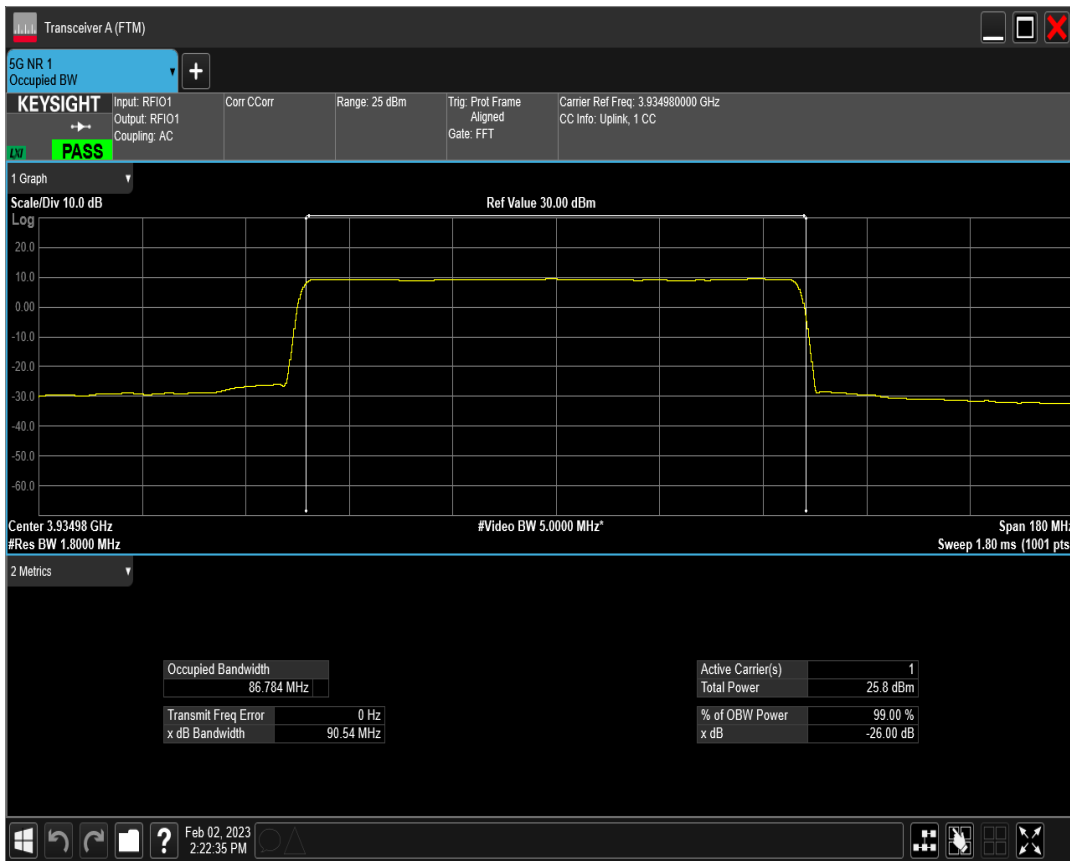 Transceiver A (FTM)
5G NR 1
Occupied BW
+
KEYSIGHT
LXI
PASS
Input: RFIO1
Output: RFIO1
Coupling: AC
Corr CCorr
Range: 25 dBm
Trig: Prot Frame
Aligned
Gate: FFT
Carrier Ref Freq: 3.934980000 GHz
CC Info: Uplink, 1 CC
1 Graph
Scale/Div 10.0 dB
Ref Value 30.00 dBm
Log
20.0
10.0
0.00
-10.0
-20.0
-30.0
-40.0
-50.0
-60.0
Center 3.93498 GHz
#Video BW 5.0000 MHz*
Span 180 MHz
#Res BW 1.8000 MHz
Sweep 1.80 ms (1001 pts
2 Metrics
Occupied Bandwidth
86.784 MHz
Transmit Freq Error 0 Hz
x dB Bandwidth 90.54 MHz
Active Carrier(s) 1
Total Power 25.8 dBm
% of OBW Power 99.00 %
x dB -26.00 dB
?
Feb 02, 2023
2:22:35 PM